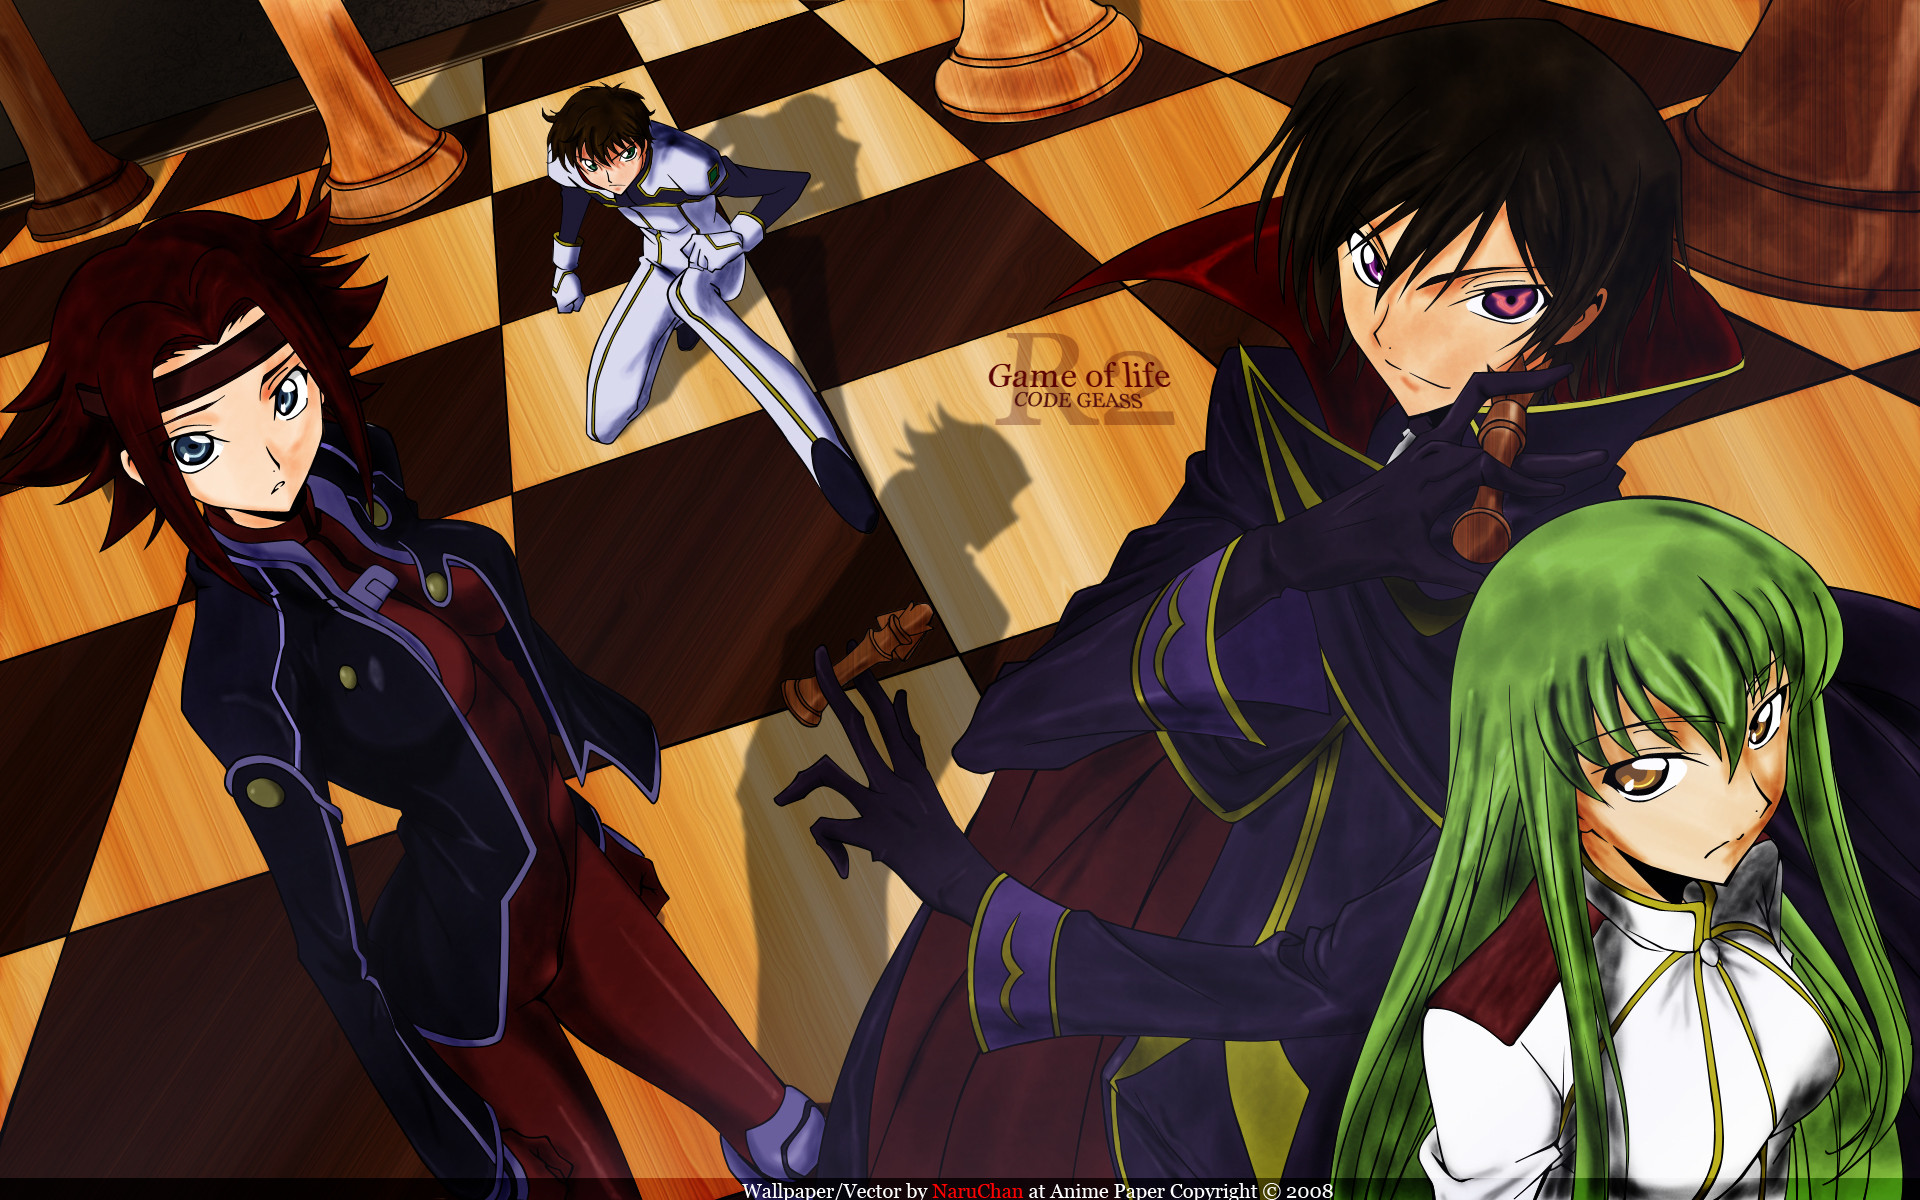 R2
Game of life
CODE GEASS
Wallpaper/Vector by NaruChan at Anime Paper Copyright © 2008